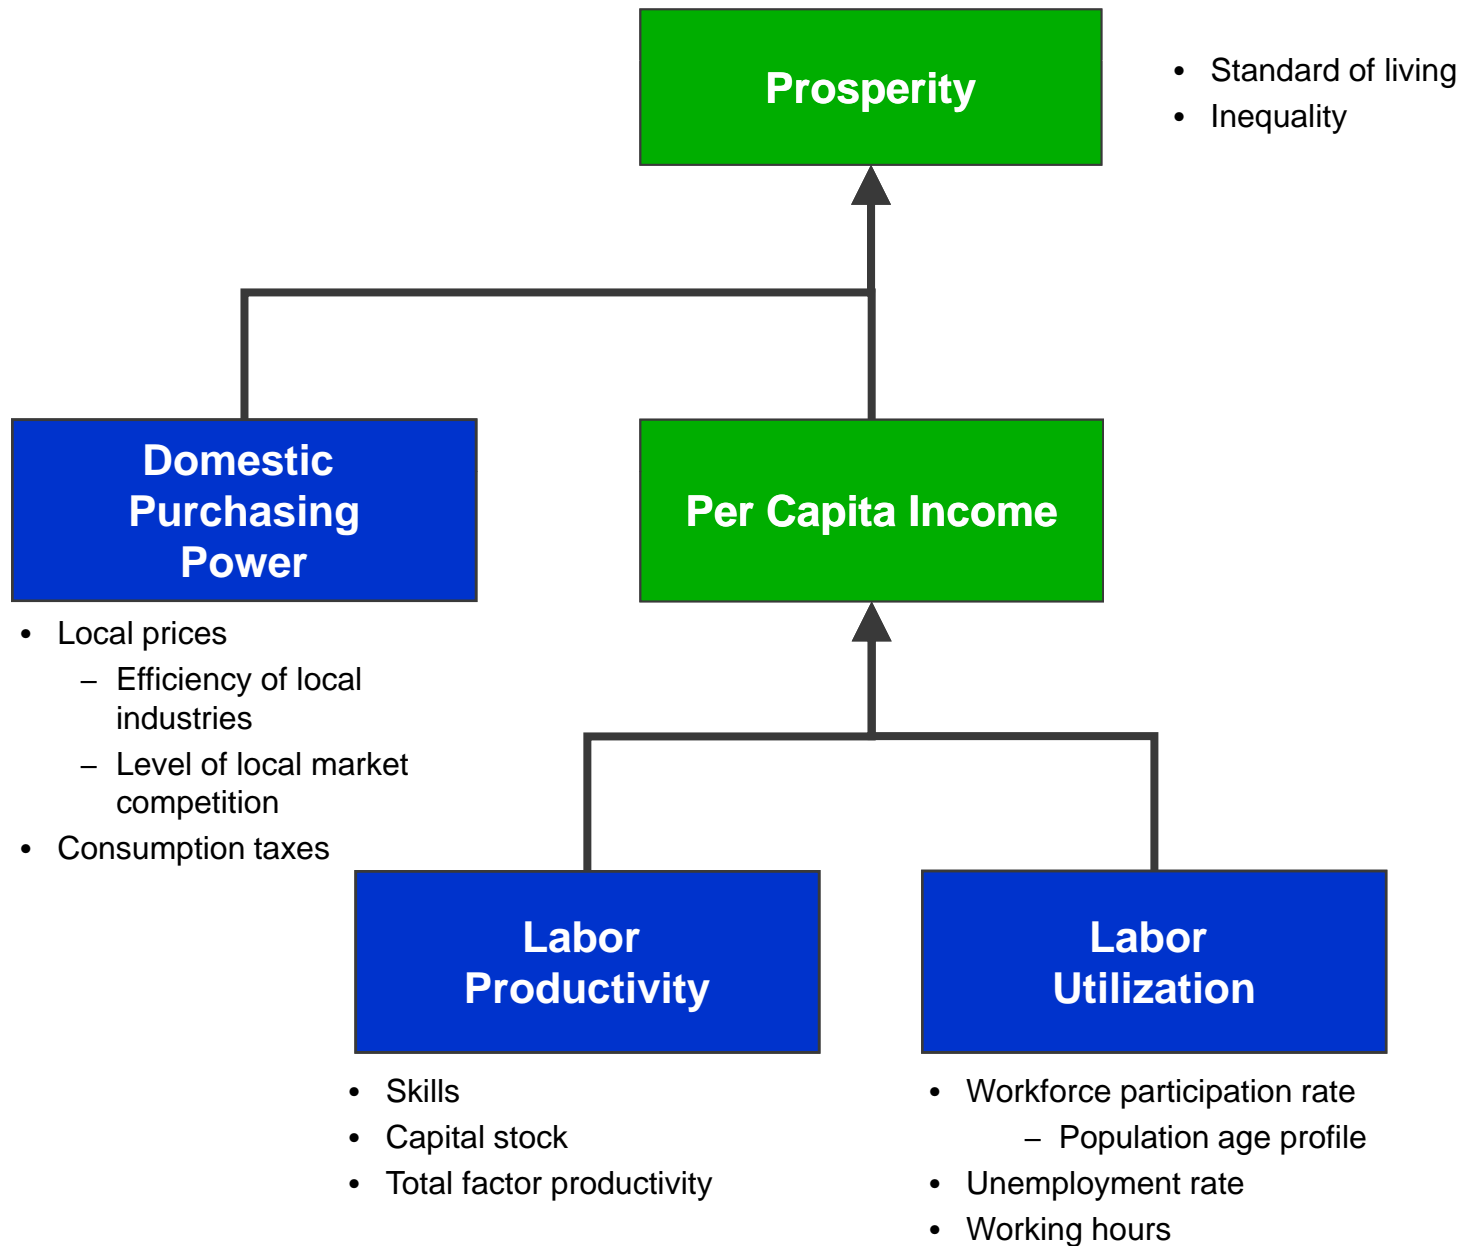 Prosperity
• Standard of living
• Inequality
Domestic
Purchasing
Power
Per Capita Income
• Local prices
– Efficiency of local
industries
– Level of local market
competition
• Consumption taxes
Labor
Productivity
Labor
Utilization
• Skills
• Capital stock
• Total factor productivity
• Workforce participation rate
– Population age profile
• Unemployment rate
• Working hours